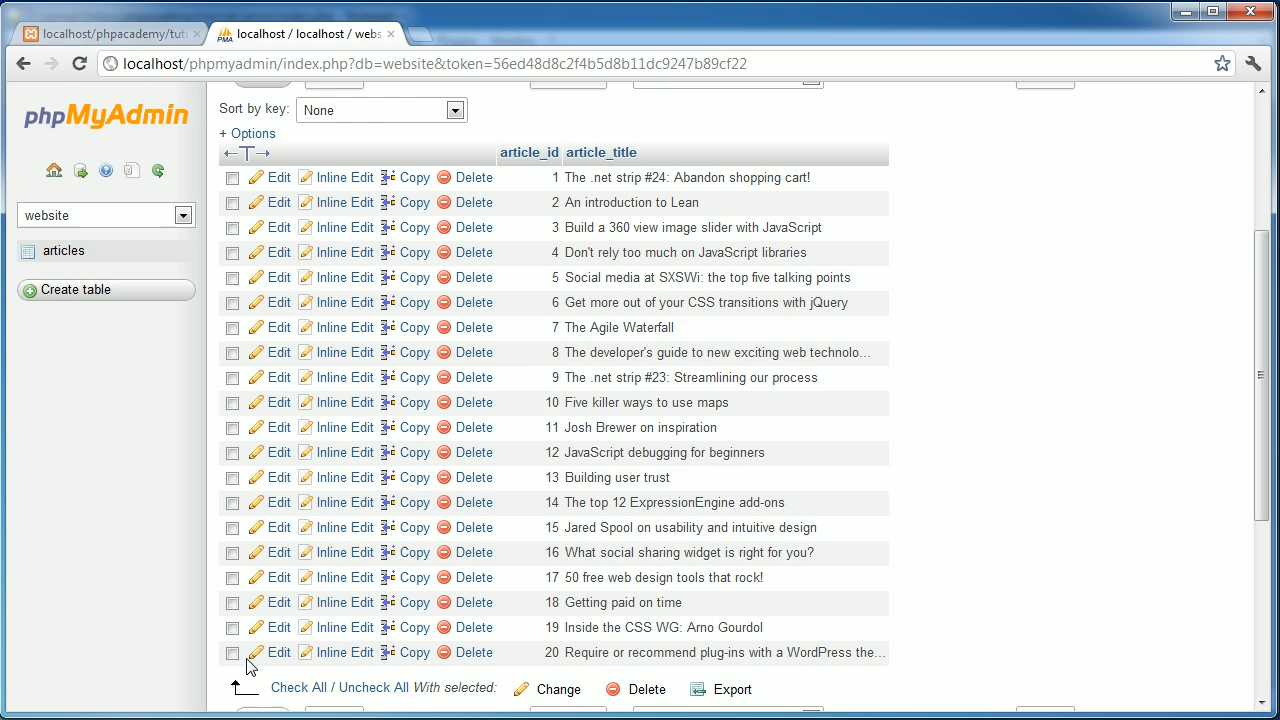 localhost/phpacademy/tut
localhost / localhost / webs
localhost/phpmyadmin/index.php?db=website&token=56ed48d8c2f4b5d8b11dc9247b89cf22
phpMyAdmin
website
articles
Create table
Sort by key: None
+ Options
article_id article_title
Edit Inline Edit Copy Delete 1 The .net strip #24: Abandon shopping cart!
Edit Inline Edit Copy Delete 2 An introduction to Lean
Edit Inline Edit Copy Delete 3 Build a 360 view image slider with JavaScript
Edit Inline Edit Copy Delete 4 Don't rely too much on JavaScript libraries
Edit Inline Edit Copy Delete 5 Social media at SXSWi: the top five talking points
Edit Inline Edit Copy Delete 6 Get more out of your CSS transitions with jQuery
Edit Inline Edit Copy Delete 7 The Agile Waterfall
Edit Inline Edit Copy Delete 8 The developer's guide to new exciting web technolo...
Edit Inline Edit Copy Delete 9 The .net strip #23: Streamlining our process
Edit Inline Edit Copy Delete 10 Five killer ways to use maps
Edit Inline Edit Copy Delete 11 Josh Brewer on inspiration
Edit Inline Edit Copy Delete 12 JavaScript debugging for beginners
Edit Inline Edit Copy Delete 13 Building user trust
Edit Inline Edit Copy Delete 14 The top 12 ExpressionEngine add-ons
Edit Inline Edit Copy Delete 15 Jared Spool on usability and intuitive design
Edit Inline Edit Copy Delete 16 What social sharing widget is right for you?
Edit Inline Edit Copy Delete 17 50 free web design tools that rock!
Edit Inline Edit Copy Delete 18 Getting paid on time
Edit Inline Edit Copy Delete 19 Inside the CSS WG: Arno Gourdol
Edit Inline Edit Copy Delete 20 Require or recommend plug-ins with a WordPress the...
Check All / Uncheck All With selected: Change Delete Export